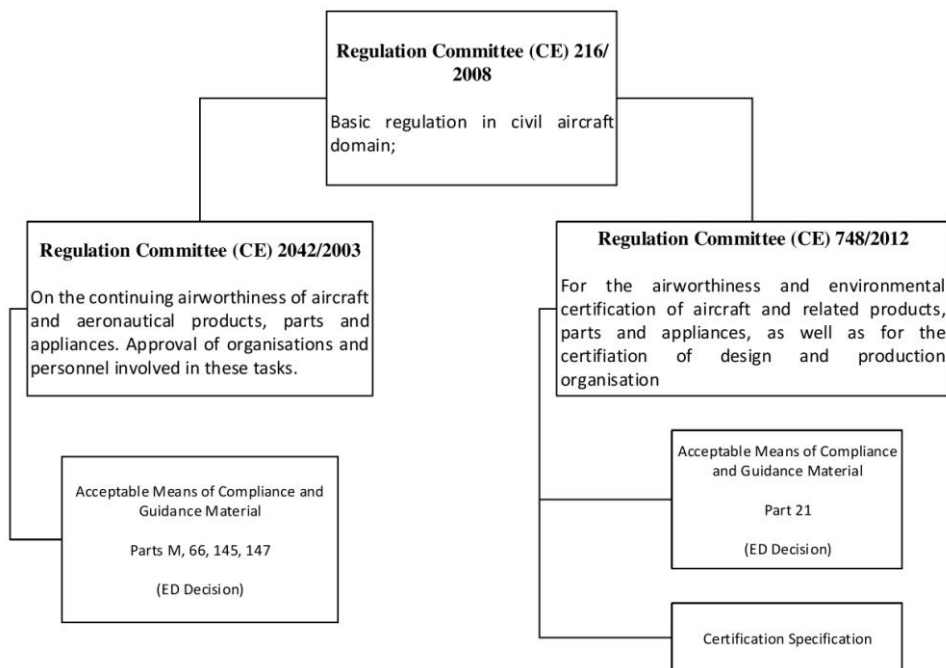 Regulation Committee (CE) 216/
2008
Basic regulation in civil aircraft
domain;
Regulation Committee (CE) 2042/2003
On the continuing airworthiness of aircraft
and aeronautical products, parts and
appliances. Approval of organisations and
personnel involved in these tasks.
Acceptable Means of Compliance and
Guidance Material
Parts M, 66, 145, 147
(ED Decision)
Regulation Committee (CE) 748/2012
For the airworthiness and environmental
certification of aircraft and related products,
parts and appliances, as well as for the
certifiation of design and production
organisation
Acceptable Means of Compliance
and Guidance Material
Part 21
(ED Decision)
Certification Specification